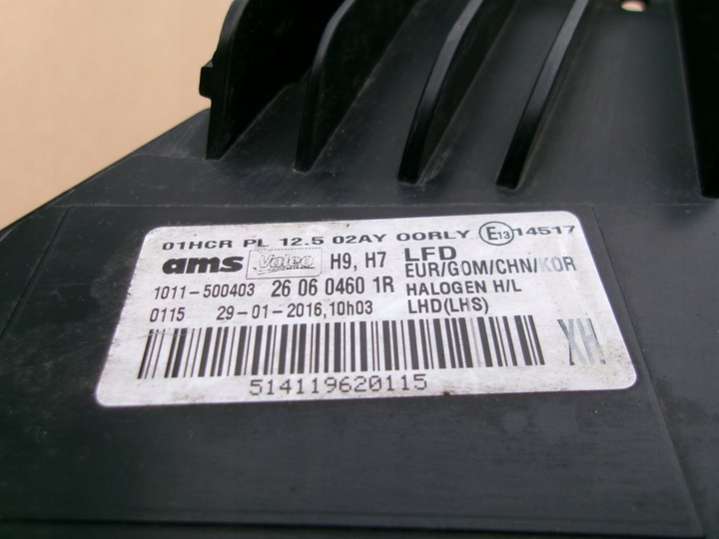 01HCR PL 12.5 02AY 00RLY E13 14517
ams Valeo H9, H7 LFD
EUR/GOM/CHN/KOR
1011-500403 26 06 0460 1R HALOGEN H/L
0115 29-01-2016,10h03 LHD(LHS)
XH
514119620115